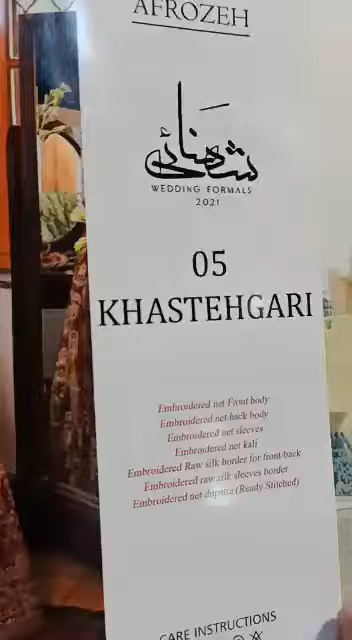 AFROZEH
شہنائی
WEDDING FORMALS
2021
05
KHASTEHGARI
Embroidered net Front body
Embroidered net back body
Embroidered net sleeves
Embroidered net kali
Embroidered Raw silk border for front/back
Embroidered raw silk sleeves border
Embroidered net dupatta (Ready Stitched)
CARE INSTRUCTIONS